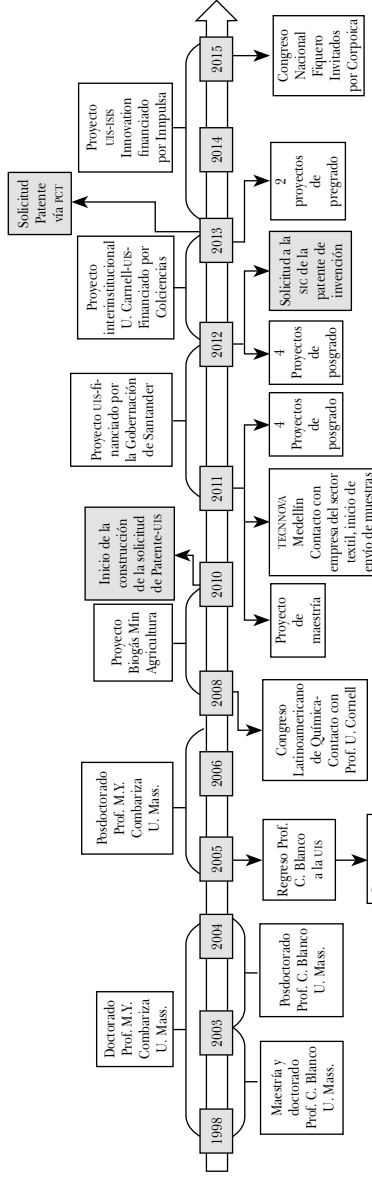 Doctorado
Prof. M.Y.
Combariza
U. Mass.
Posdoctorado
Prof. M.Y.
Combariza
U. Mass.
Proyecto
Biogás Min
Agricultura
Inicio de la
construcción
de la solicitud
de Patente-UIS
Proyecto UIS-fi-
nanciado por
la Gobernación
de Santander
Proyecto
interinstitucional
U. Carnell-UIS-
Financiado por
Colciencias
Solicitud
Patente
vía PCT
Proyecto
UIS-ISIS
Innovation
financiado
por Innpulsa
1998
2003
2004
2005
2006
2008
2010
2011
2012
2013
2014
2015
Maestría y
doctorado
Prof. C. Blanco
U. Mass.
Posdoctorado
Prof. C. Blanco
U. Mass.
Regreso Prof.
C. Blanco
a la UIS
Congreso
Latinoamericano
de Química-
Contacto con
Prof. U. Cornell
Proyecto
de
maestría
TECNNOVA
Medellín
Contacto con
empresa del sector
textil, inicio de
envío de muestras
4
Proyectos
de
posgrado
4
Proyectos
de
posgrado
Solicitud a la
SIC de la
patente de
invención
2
proyectos
de
pregrado
Congreso
Nacional
Fiquero
Invitados
por Corpoica